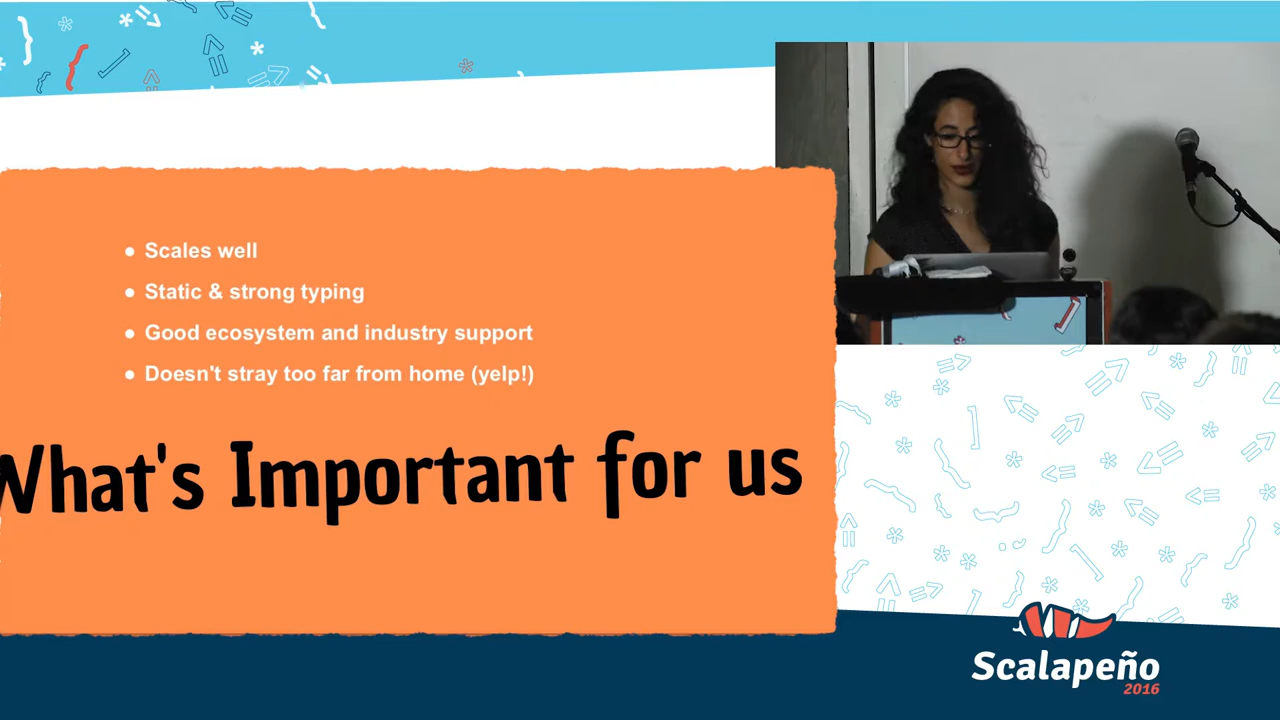 Scales well
Static & strong typing
Good ecosystem and industry support
Doesn't stray too far from home (yelp!)
What's Important for us
Scalapeño
2016